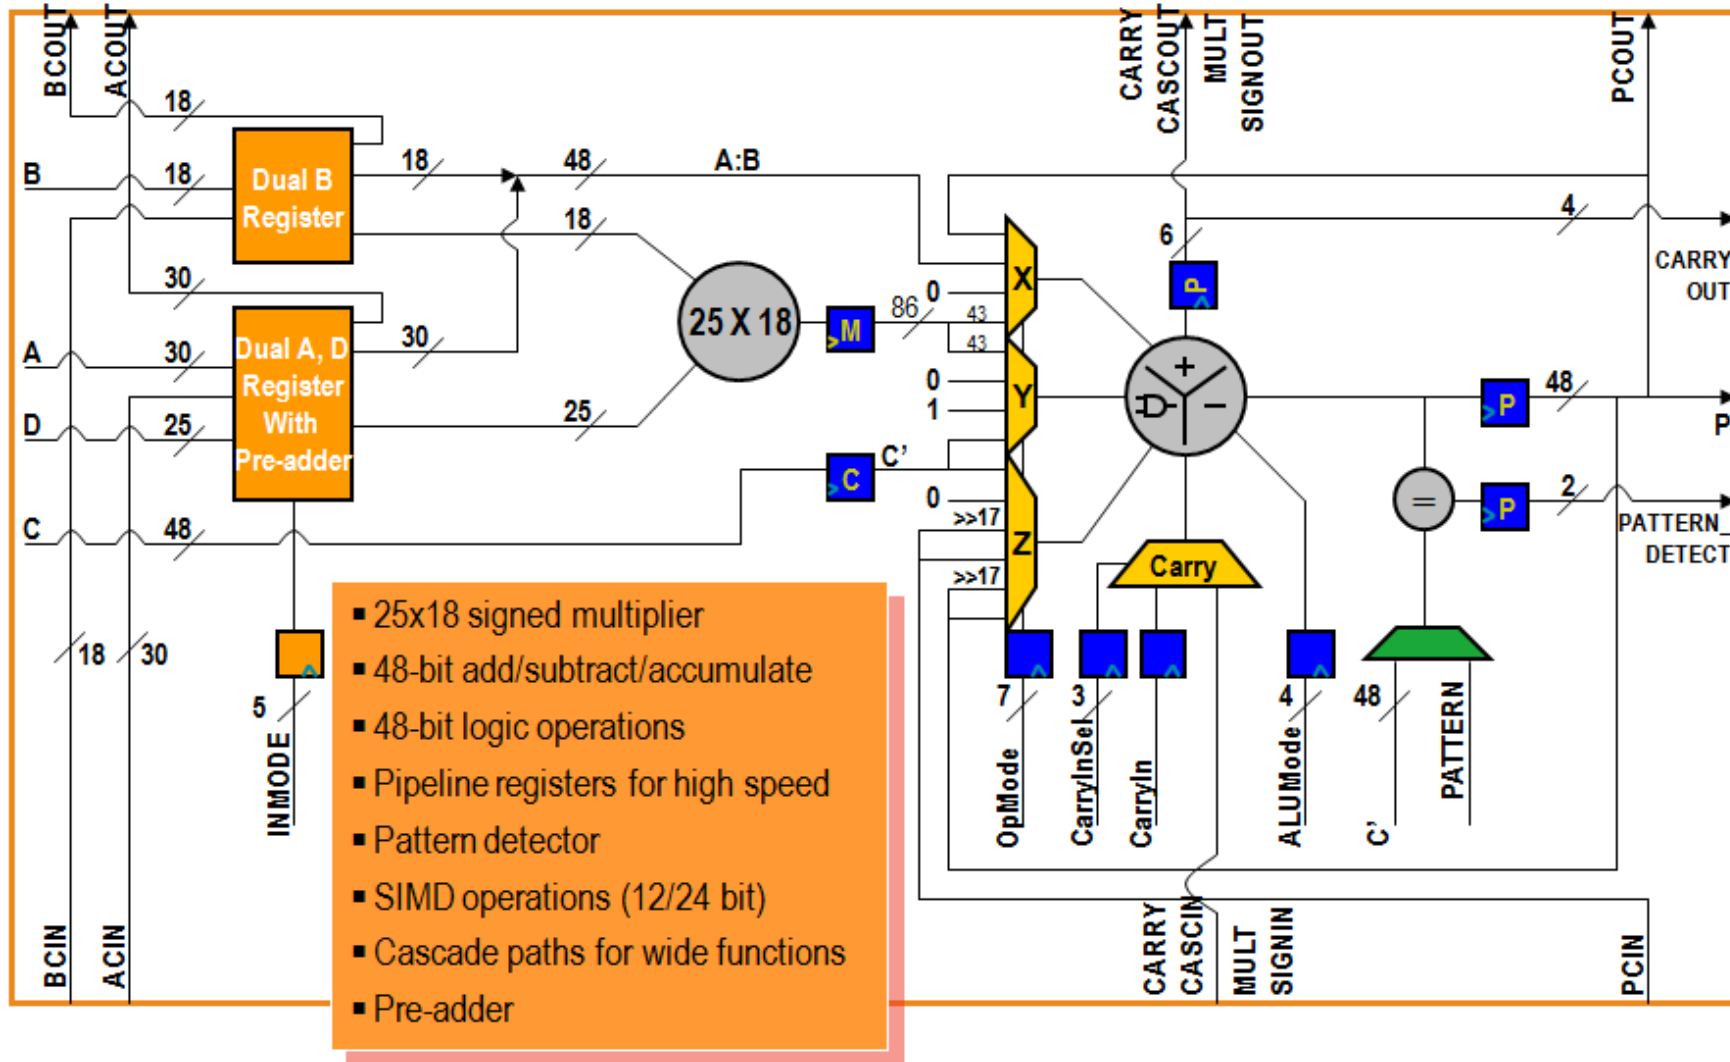 BCOUT
ACOUT
CARRY
CASCOUT
MULT
SIGNOUT
PCOUT
18
B
18
Dual B
Register
18
48
A:B
18
30
A
30
D
25
Dual A, D
Register
With
Pre-adder
30
25
25 X 18
M
86
43
43
0
X
0
1
Y
C
48
C
C'
0
>>17
>>17
Z
6
P
4
CARRY
OUT
+
−
P
48
P
=
P
2
PATTERN_
DETECT
Carry
7
OpMode
3
CarryInSel
CarryIn
4
ALUMode
48
C'
PATTERN
18
30
5
INMODE
BCIN
ACIN
CARRY
CASCIN
MULT
SIGNIN
PCIN
▪ 25x18 signed multiplier
▪ 48-bit add/subtract/accumulate
▪ 48-bit logic operations
▪ Pipeline registers for high speed
▪ Pattern detector
▪ SIMD operations (12/24 bit)
▪ Cascade paths for wide functions
▪ Pre-adder